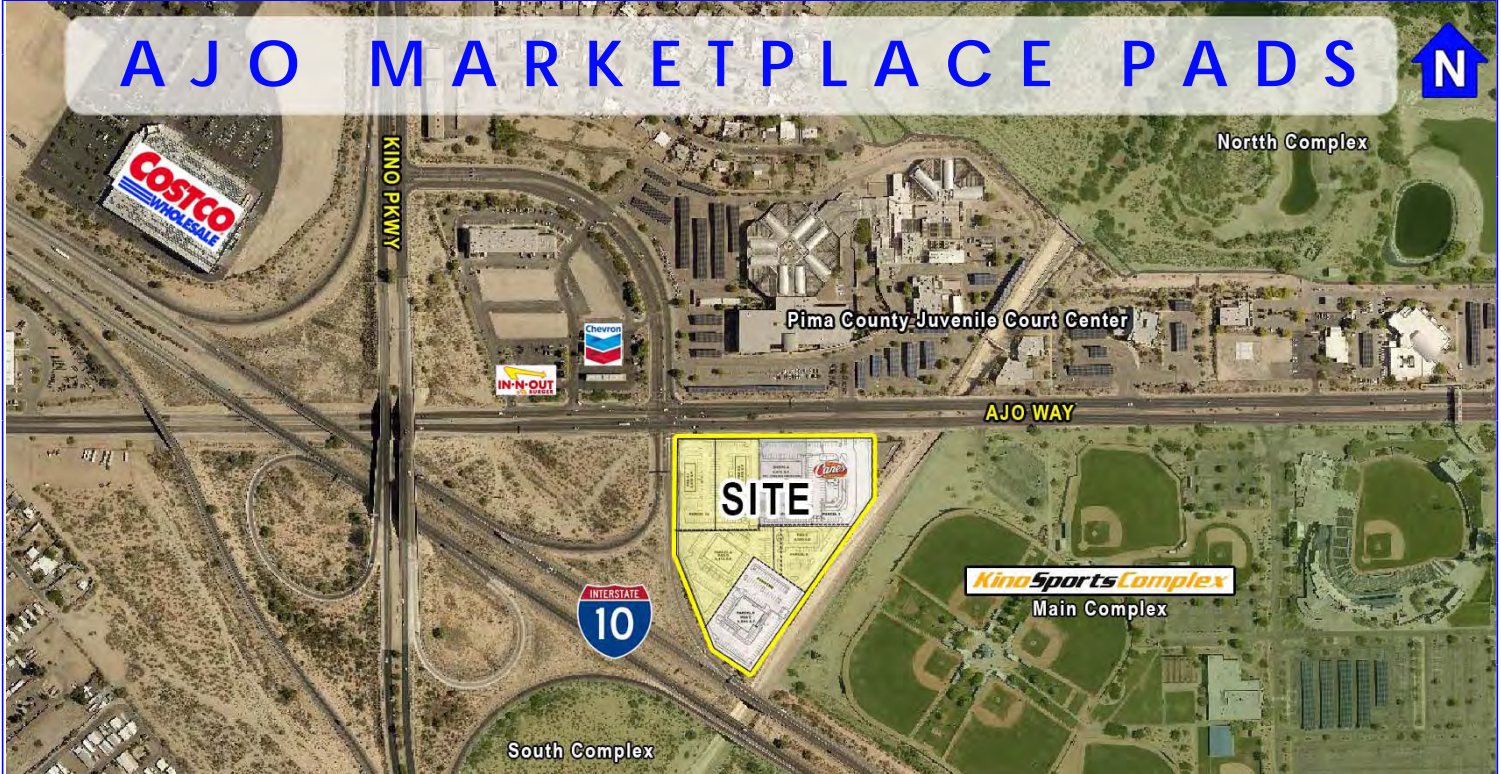 AJO MARKETPLACE PADS
N
Nortth Complex
KINO PKWY
COSTCO
WHOLESALE
Pima County Juvenile Court Center
Chevron
IN-N-OUT
BURGER
AJO WAY
Canes
SITE
INTERSTATE
10
KinoSportsComplex
Main Complex
South Complex